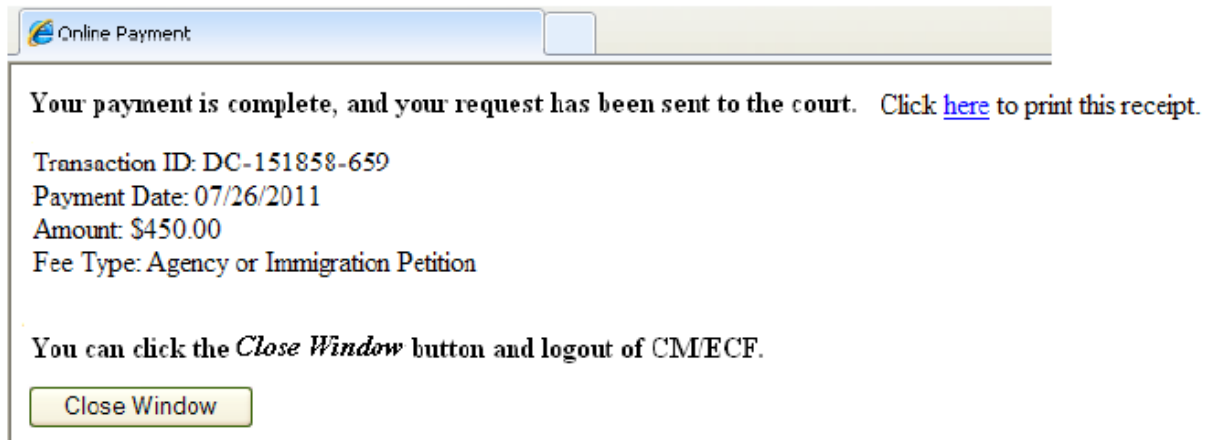 Online Payment
Your payment is complete, and your request has been sent to the court. Click here to print this receipt.
Transaction ID: DC-151858-659
Payment Date: 07/26/2011
Amount: $450.00
Fee Type: Agency or Immigration Petition
You can click the Close Window button and logout of CM/ECF.
Close Window